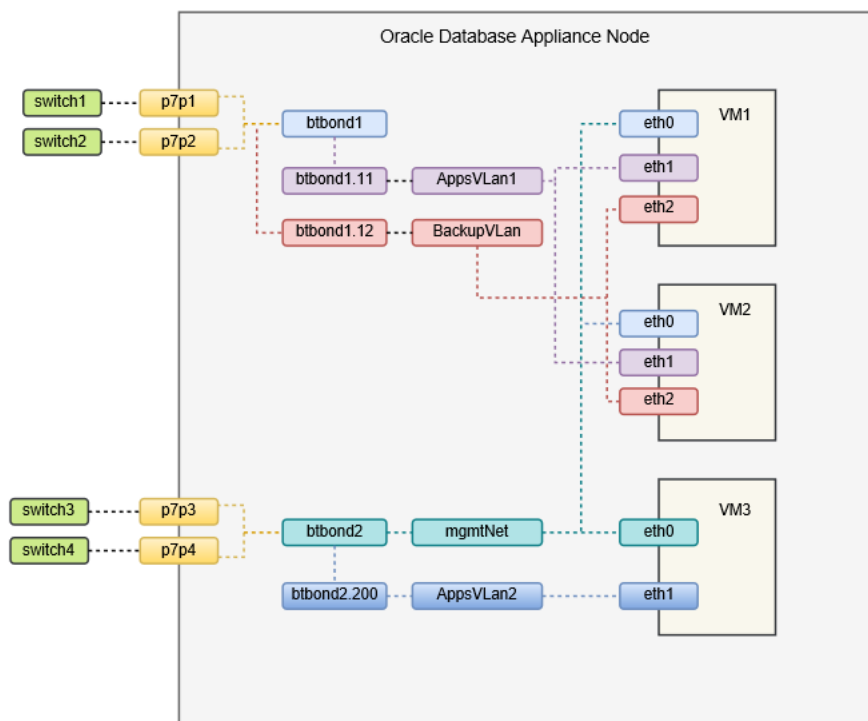 Oracle Database Appliance Node
switch1
p7p1
switch2
p7p2
btbond1
btbond1.11
AppsVLan1
btbond1.12
BackupVLan
VM1
eth0
eth1
eth2
VM2
eth0
eth1
eth2
switch3
p7p3
switch4
p7p4
btbond2
mgmtNet
btbond2.200
AppsVLan2
VM3
eth0
eth1